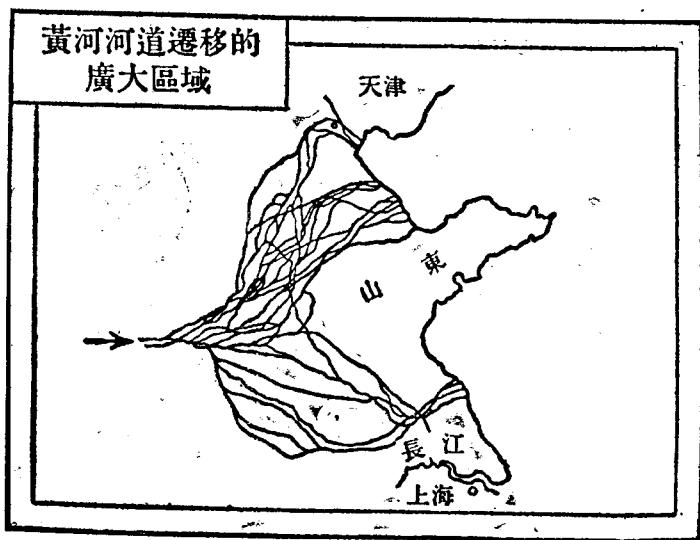 黃河河道遷移的
廣大區域
天津
山東
長江
上海